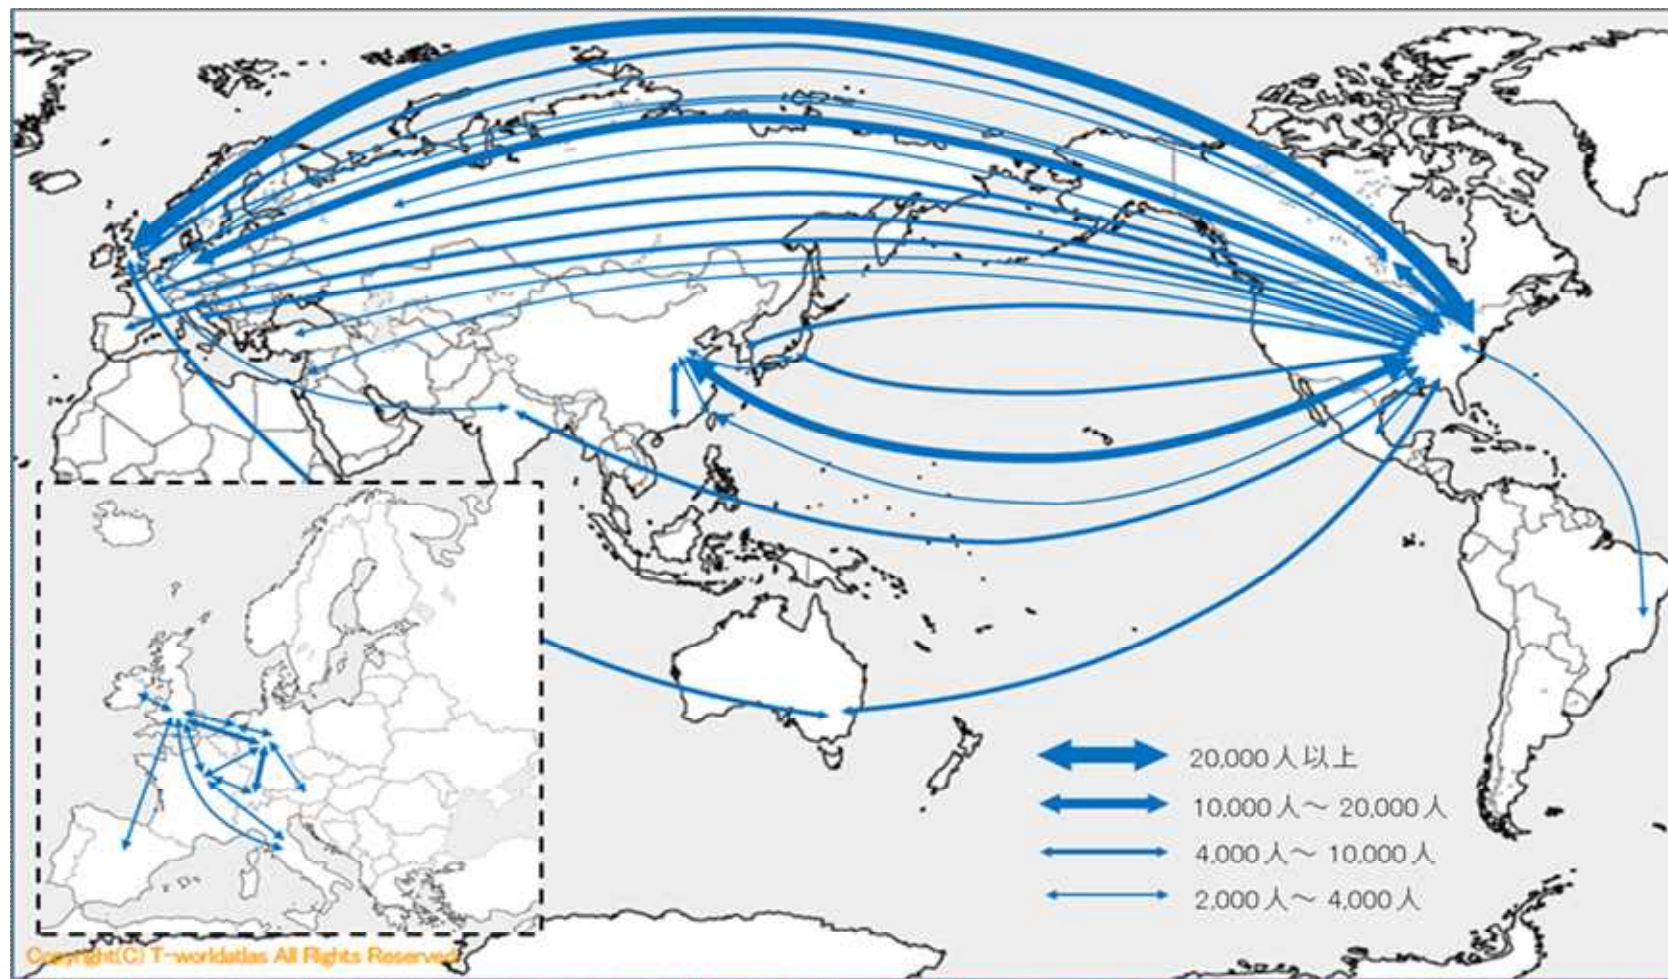 20,000人以上
10,000人～20,000人
4,000人～10,000人
2,000人～4,000人
Copyright(C) T-worldatlas All Rights Reserved